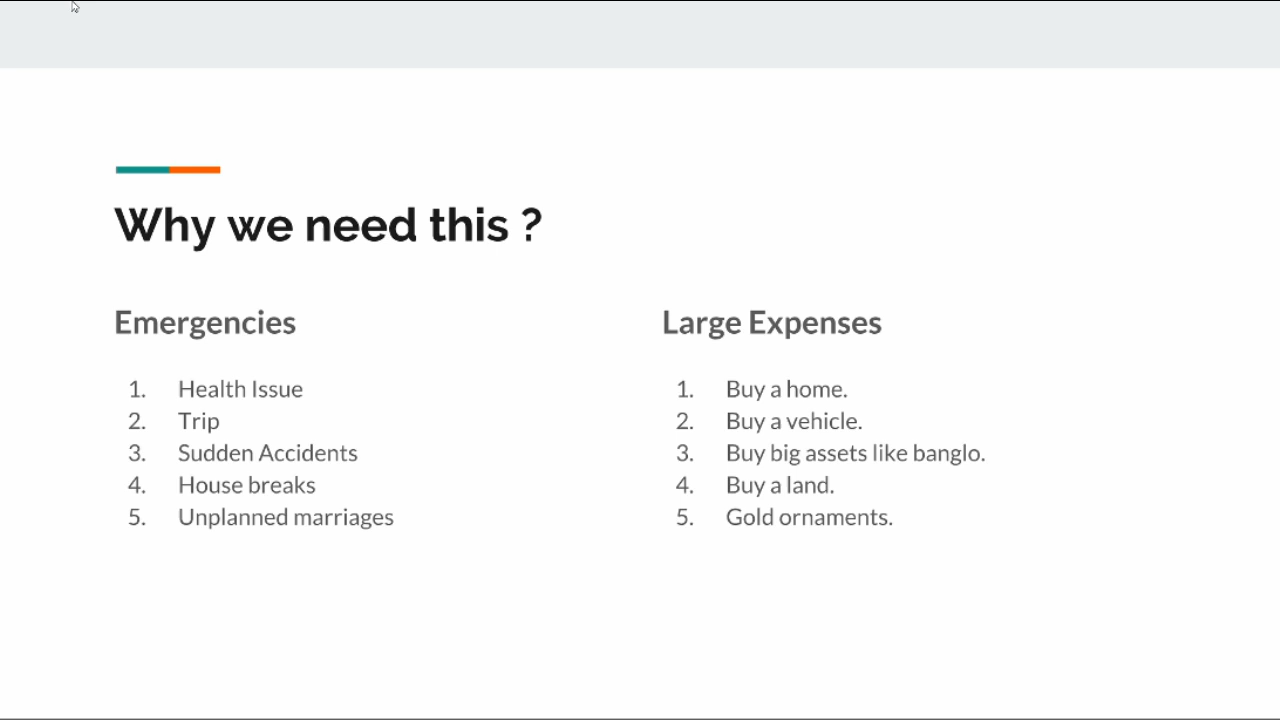 Why we need this ?
Emergencies
1. Health Issue
2. Trip
3. Sudden Accidents
4. House breaks
5. Unplanned marriages
Large Expenses
1. Buy a home.
2. Buy a vehicle.
3. Buy big assets like banglo.
4. Buy a land.
5. Gold ornaments.